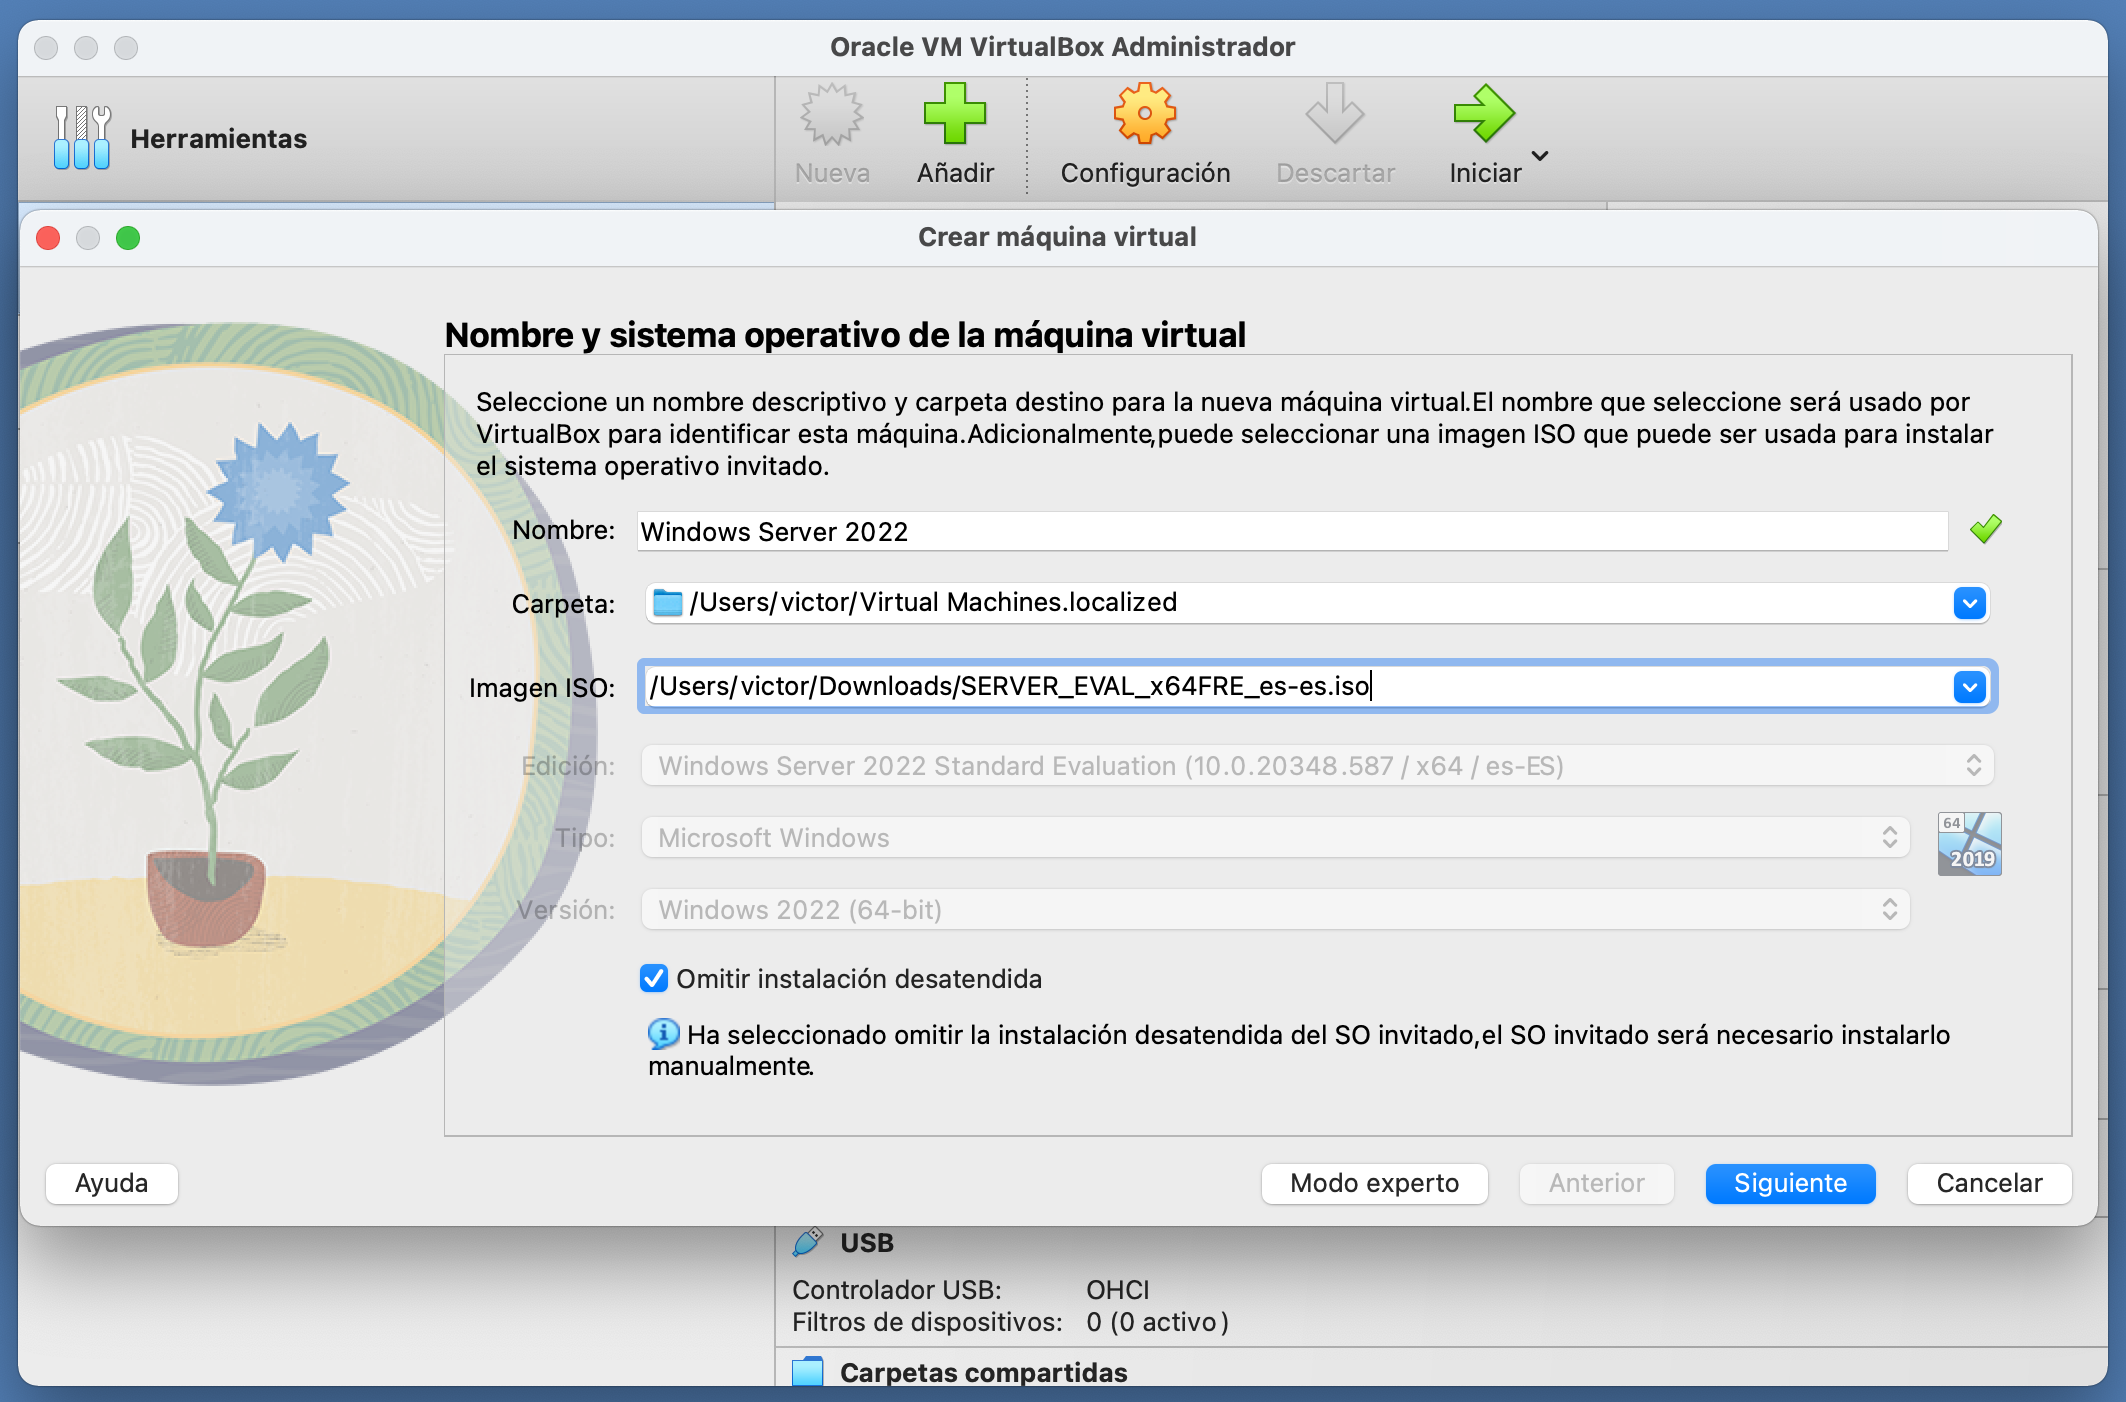 Oracle VM VirtualBox Administrador
Herramientas
Nueva
Añadir
Configuración
Descartar
Iniciar
Crear máquina virtual
Nombre y sistema operativo de la máquina virtual
Seleccione un nombre descriptivo y carpeta destino para la nueva máquina virtual.El nombre que seleccione será usado por
VirtualBox para identificar esta máquina.Adicionalmente,puede seleccionar una imagen ISO que puede ser usada para instalar
el sistema operativo invitado.
Nombre: Windows Server 2022
Carpeta: /Users/victor/Virtual Machines.localized
Imagen ISO: /Users/victor/Downloads/SERVER_EVAL_x64FRE_es-es.iso
Edición: Windows Server 2022 Standard Evaluation (10.0.20348.587 / x64 / es-ES)
Tipo: Microsoft Windows
64
2019
Versión: Windows 2022 (64-bit)
Omitir instalación desatendida
Ha seleccionado omitir la instalación desatendida del SO invitado,el SO invitado será necesario instalarlo
manualmente.
Ayuda
Modo experto
Anterior
Siguiente
Cancelar
USB
Controlador USB: OHCI
Filtros de dispositivos: 0 (0 activo)
Carpetas compartidas